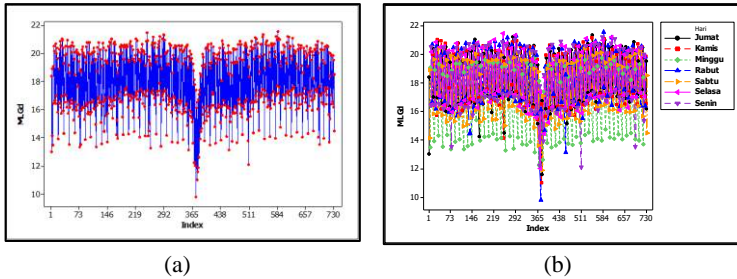 22
20
18
16
14
12
10
MLGd
1 73 146 219 292 365 438 511 584 657 730
Index
(a)
22
20
18
16
14
12
10
MLGd
1 73 146 219 292 365 438 511 584 657 730
Index
Hari
Jumat
Kamis
Minggu
Rabut
Sabtu
Selasa
Senin
(b)